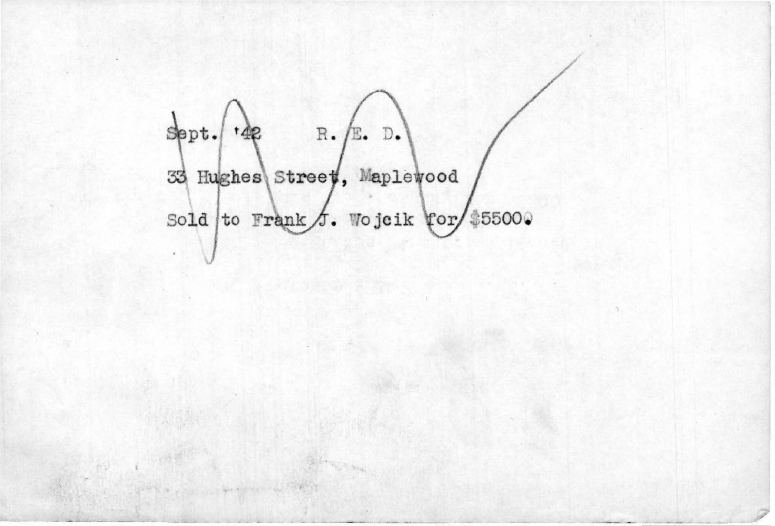 Sept. '42 R. E. D.
33 Hughes Street, Maplewood
Sold to Frank J. Wojcik for $5500.